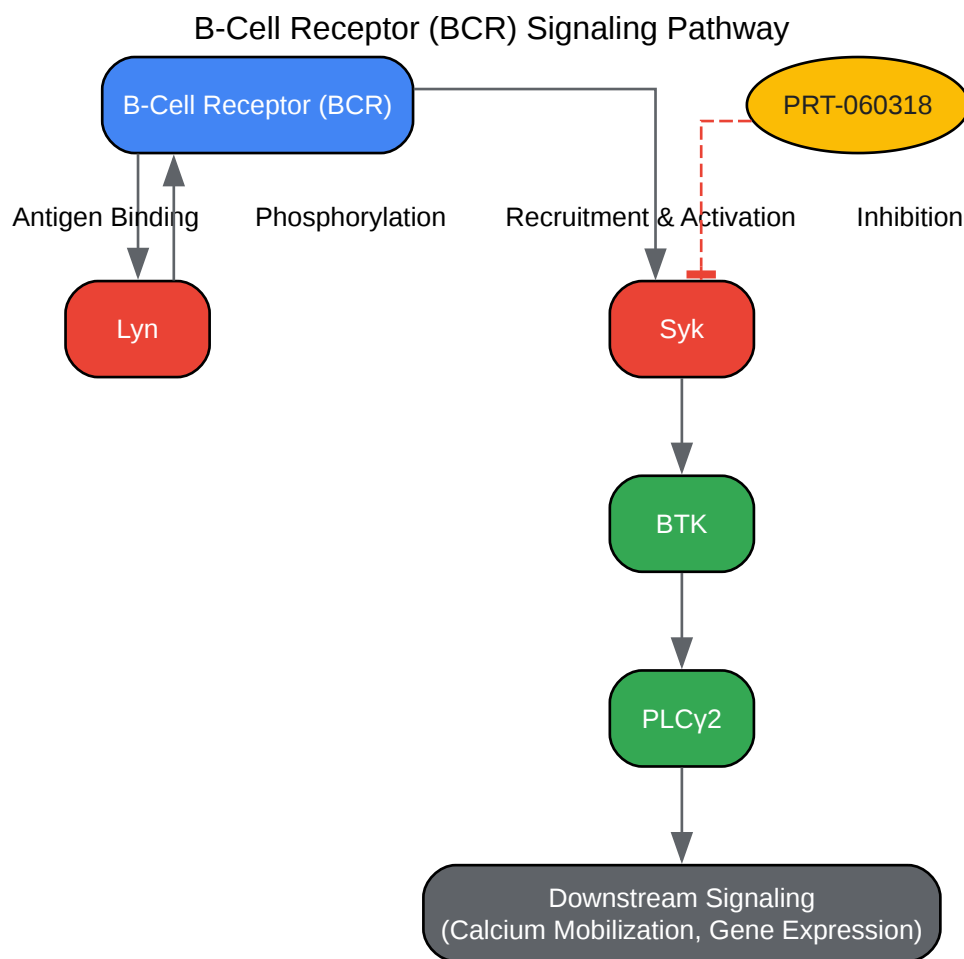 B-Cell Receptor (BCR) Signaling Pathway
B-Cell Receptor (BCR)
PRT-060318
Antigen Binding
Phosphorylation
Recruitment & Activation
Inhibition
Lyn
Syk
BTK
PLCγ2
Downstream Signaling
(Calcium Mobilization, Gene Expression)